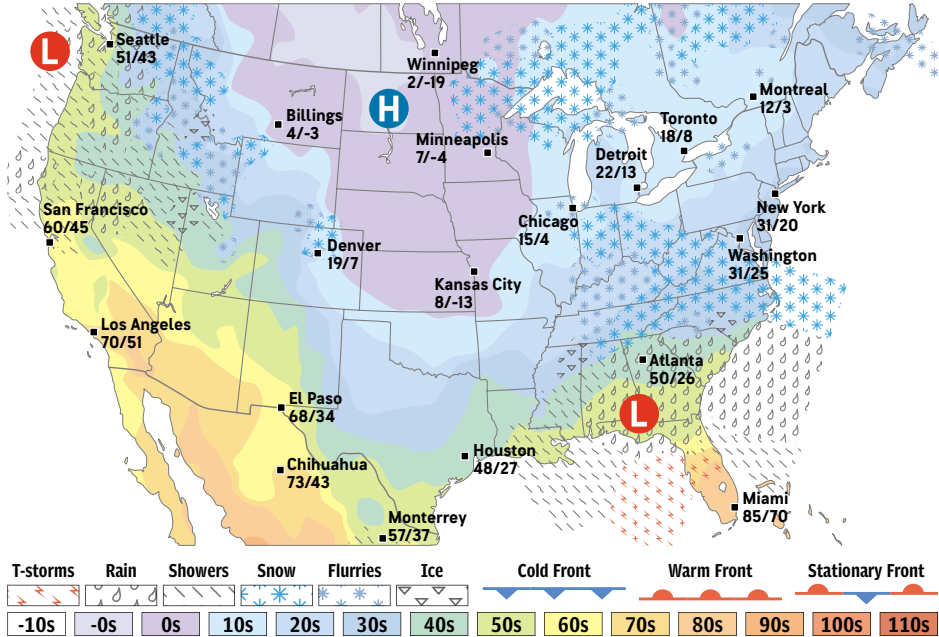 L
Seattle
51/43
Winnipeg
2/-19
H
Billings
4/-3
Minneapolis
7/-4
Montreal
12/3
Toronto
18/8
Detroit
22/13
San Francisco
60/45
Chicago
15/4
New York
31/20
Denver
19/7
Washington
31/25
Kansas City
8/-13
Los Angeles
70/51
Atlanta
50/26
El Paso
68/34
L
Houston
48/27
Chihuahua
73/43
Miami
85/70
Monterrey
57/37
T-storms Rain Showers Snow Flurries Ice Cold Front Warm Front Stationary Front
-10s -0s 0s 10s 20s 30s 40s 50s 60s 70s 80s 90s 100s 110s